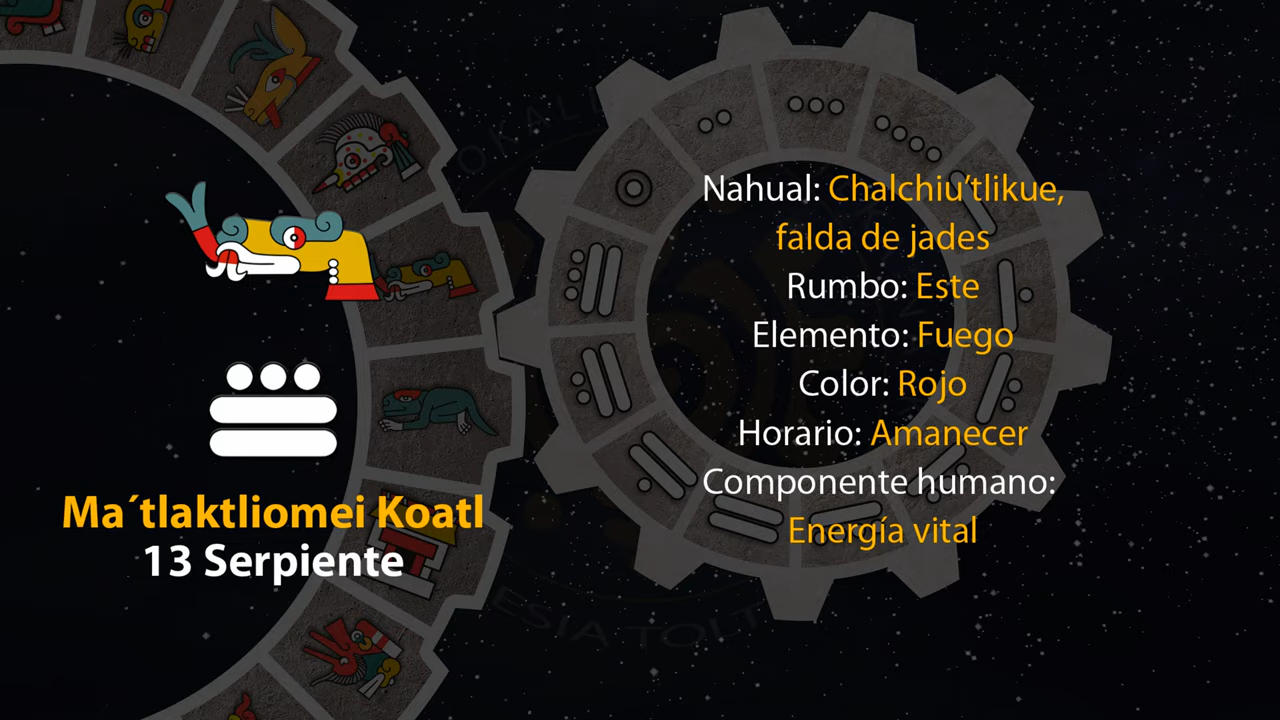 Ma´tlaktliomei Koatl
13 Serpiente
Nahual: Chalchiu’tlikue,
falda de jades
Rumbo: Este
Elemento: Fuego
Color: Rojo
Horario: Amanecer
Componente humano:
Energía vital